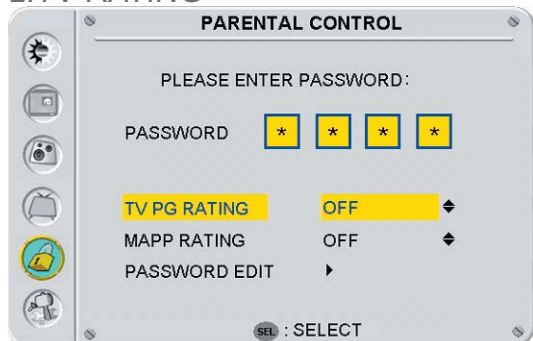 PARENTAL CONTROL
PLEASE ENTER PASSWORD:
PASSWORD * * * *
TV PG RATING OFF
MAPP RATING OFF
PASSWORD EDIT
SEL : SELECT